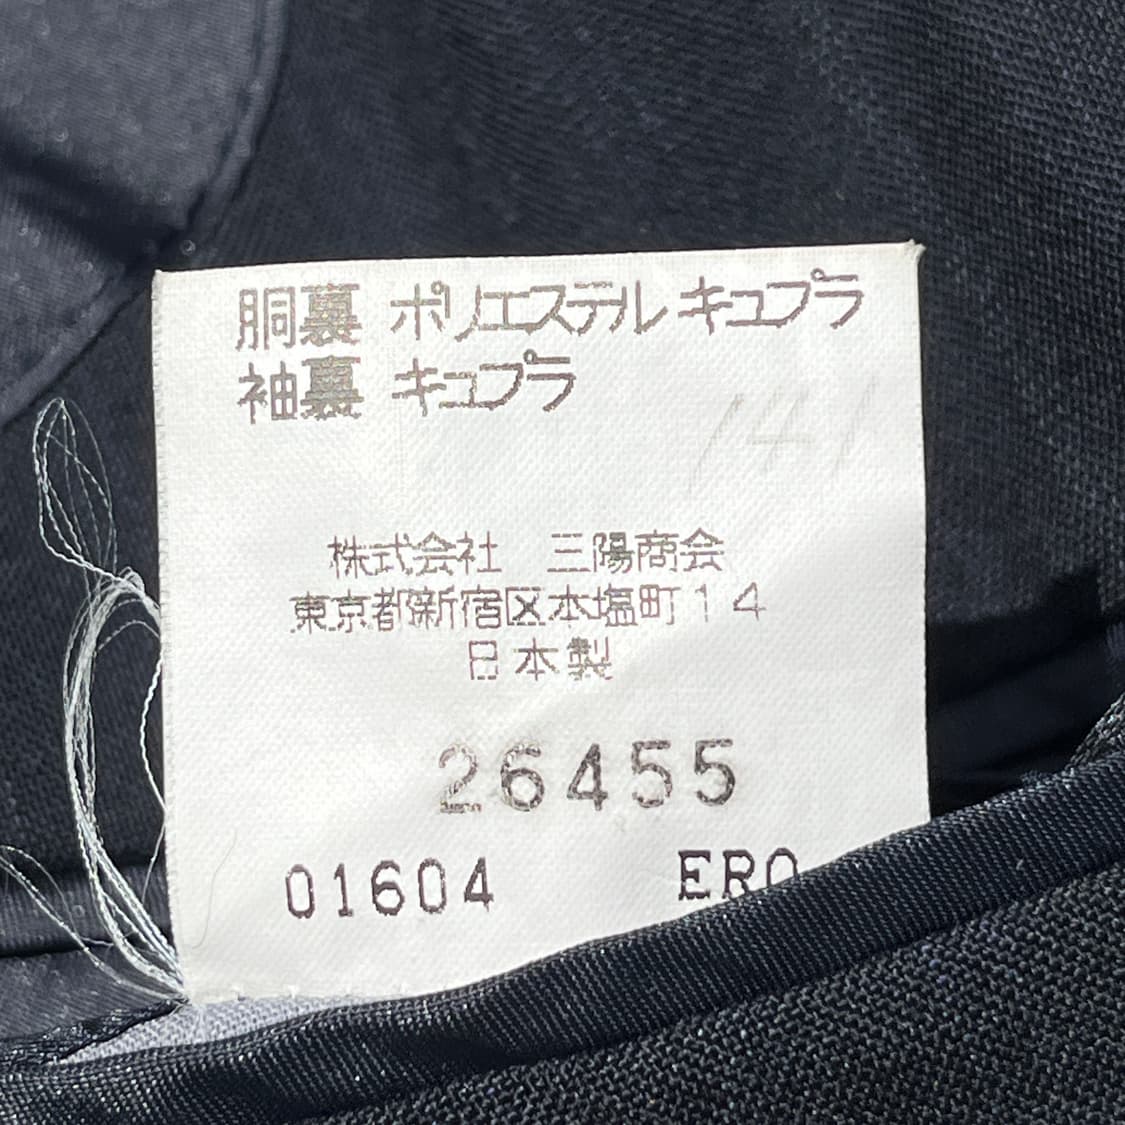 胴裏 ポリエステル キュプラ
袖裏 キュプラ
141
株式会社 三陽商会
東京都新宿区本塩町14
日本製
26455
01604 ERO